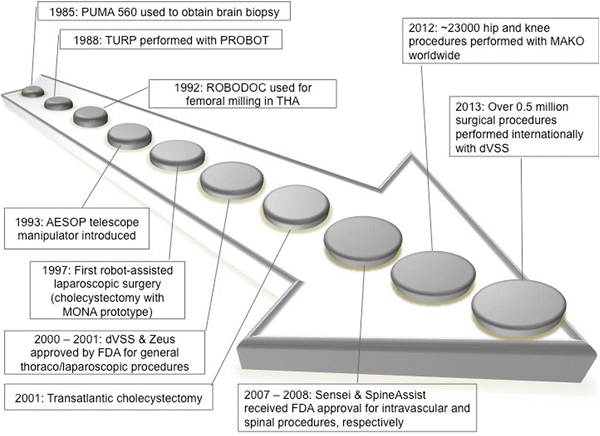 1985: PUMA 560 used to obtain brain biopsy
1988: TURP performed with PROBOT
1992: ROBODOC used for
femoral milling in THA
1993: AESOP telescope
manipulator introduced
1997: First robot-assisted
laparoscopic surgery
(cholecystectomy with
MONA prototype)
2000 – 2001: dVSS & Zeus
approved by FDA for general
thoraco/laparoscopic procedures
2001: Transatlantic cholecystectomy
2007 – 2008: Sensei & SpineAssist
received FDA approval for intravascular and
spinal procedures, respectively
2012: ~23000 hip and knee
procedures performed with MAKO
worldwide
2013: Over 0.5 million
surgical procedures
performed internationally
with dVSS